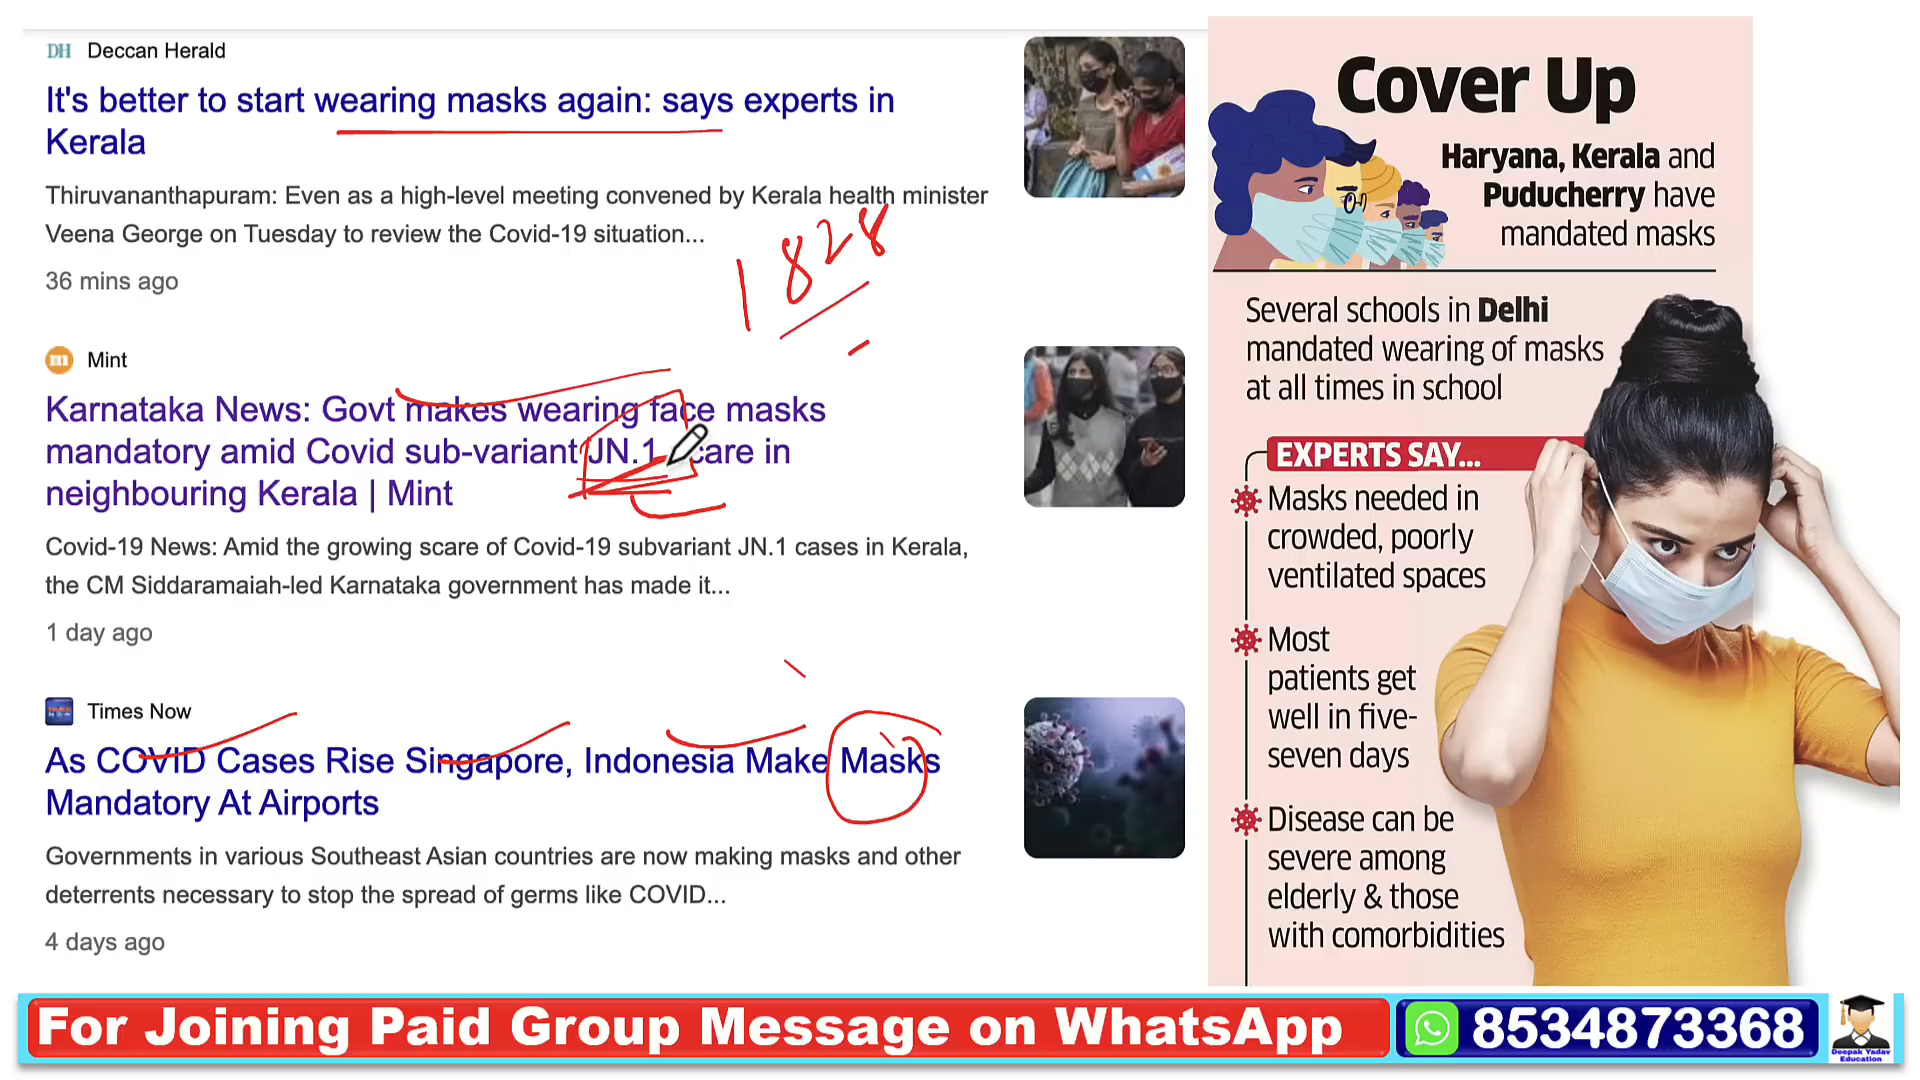 DH Deccan Herald
It's better to start wearing masks again: says experts in
Kerala
Thiruvananthapuram: Even as a high-level meeting convened by Kerala health minister
Veena George on Tuesday to review the Covid-19 situation...
36 mins ago
1 828
m Mint
Karnataka News: Govt makes wearing face masks
mandatory amid Covid sub-variant JN.1 care in
neighbouring Kerala | Mint
Covid-19 News: Amid the growing scare of Covid-19 subvariant JN.1 cases in Kerala,
the CM Siddaramaiah-led Karnataka government has made it...
1 day ago
Times Now
As COVID Cases Rise Singapore, Indonesia Make Masks
Mandatory At Airports
Governments in various Southeast Asian countries are now making masks and other
deterrents necessary to stop the spread of germs like COVID...
4 days ago
Cover Up
Haryana, Kerala and
Puducherry have
mandated masks
Several schools in Delhi
mandated wearing of masks
at all times in school
EXPERTS SAY...
Masks needed in
crowded, poorly
ventilated spaces
Most
patients get
well in five-
seven days
Disease can be
severe among
elderly & those
with comorbidities
For Joining Paid Group Message on WhatsApp
8534873368
Deepak Yadav
Education